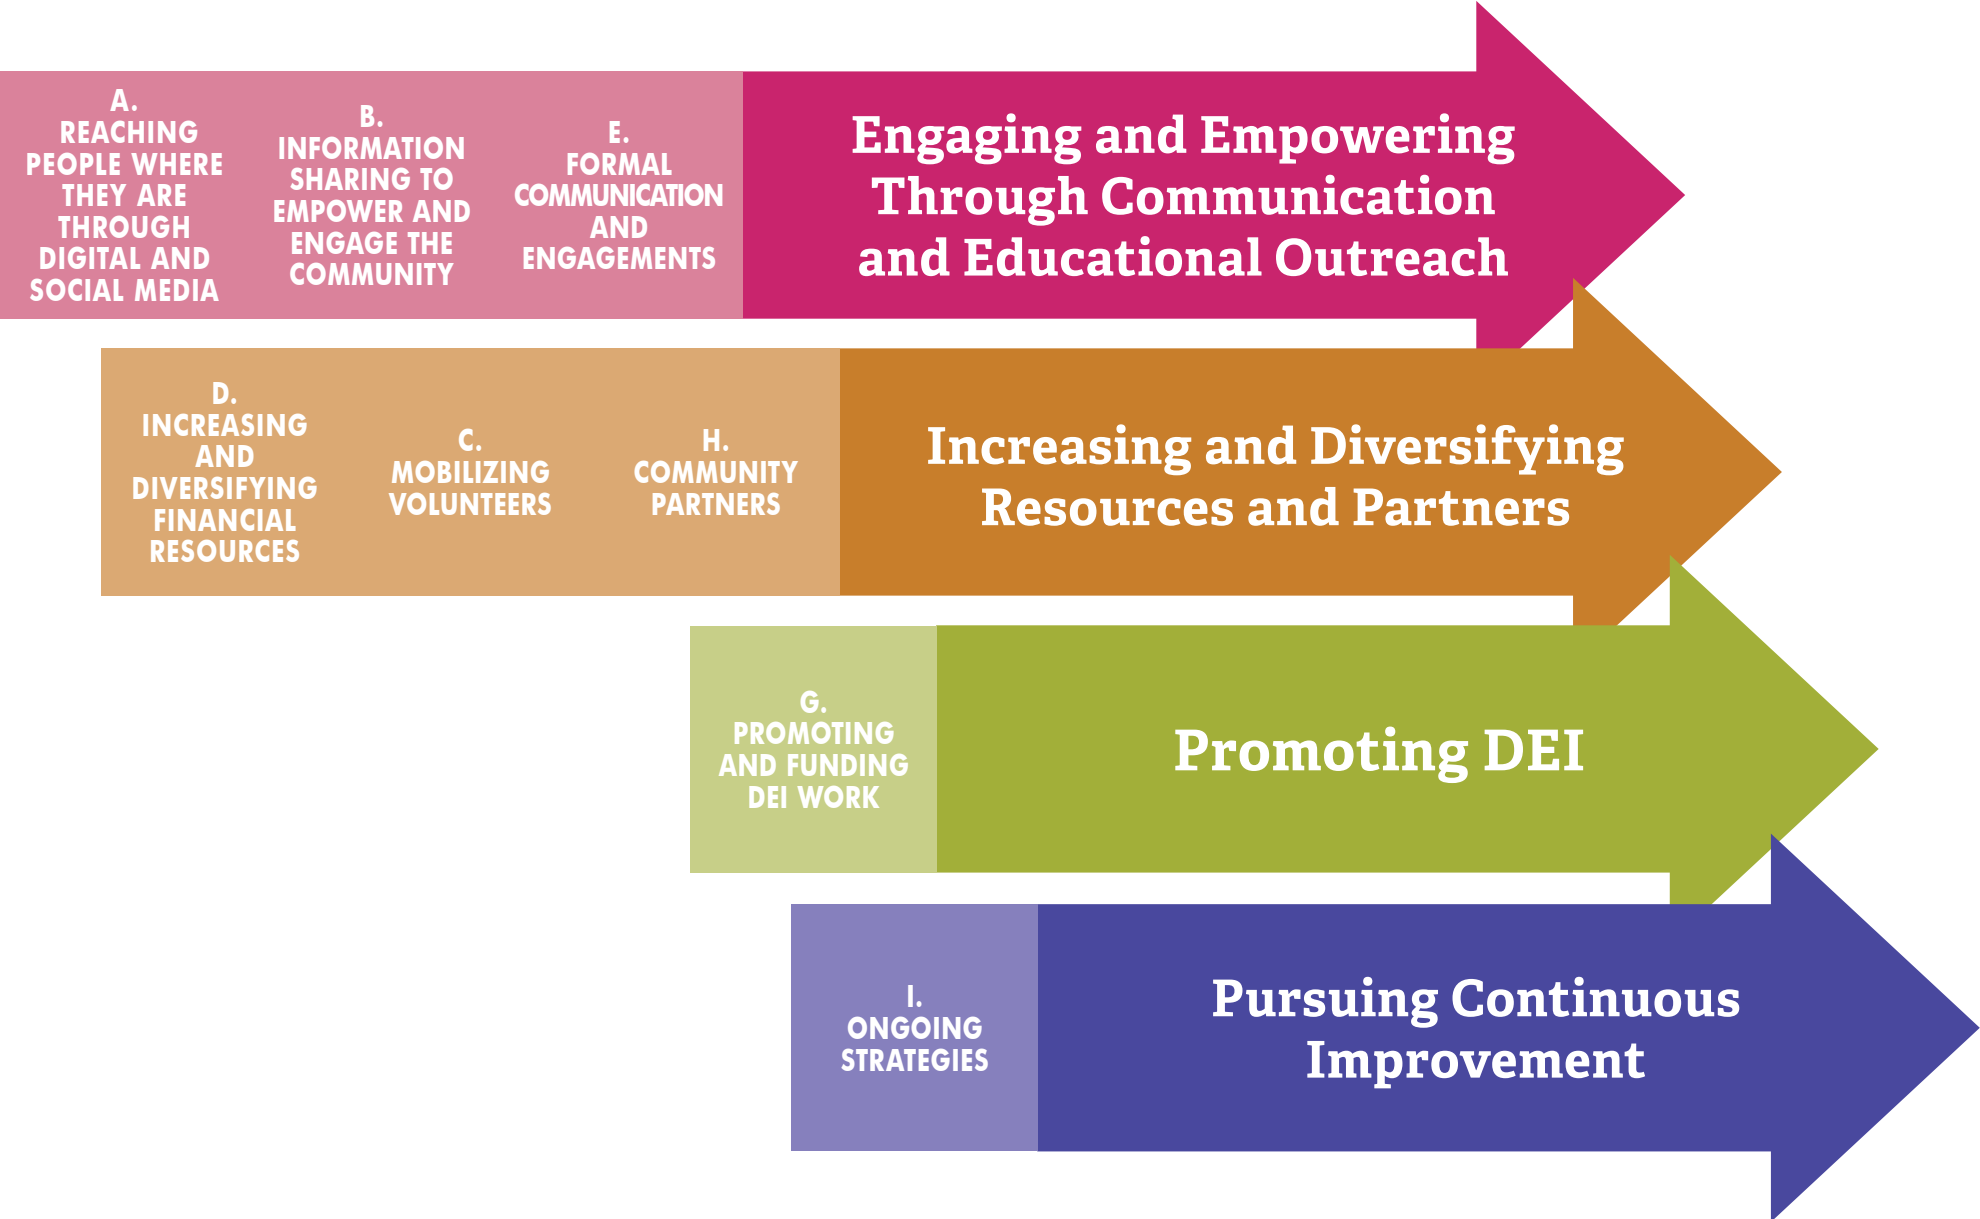 A.
REACHING
PEOPLE WHERE
THEY ARE
THROUGH
DIGITAL AND
SOCIAL MEDIA
B.
INFORMATION
SHARING TO
EMPOWER AND
ENGAGE THE
COMMUNITY
E.
FORMAL
COMMUNICATION
AND
ENGAGEMENTS
Engaging and Empowering
Through Communication
and Educational Outreach
D.
INCREASING
AND
DIVERSIFYING
FINANCIAL
RESOURCES
C.
MOBILIZING
VOLUNTEERS
H.
COMMUNITY
PARTNERS
Increasing and Diversifying
Resources and Partners
G.
PROMOTING
AND FUNDING
DEI WORK
Promoting DEI
I.
ONGOING
STRATEGIES
Pursuing Continuous
Improvement